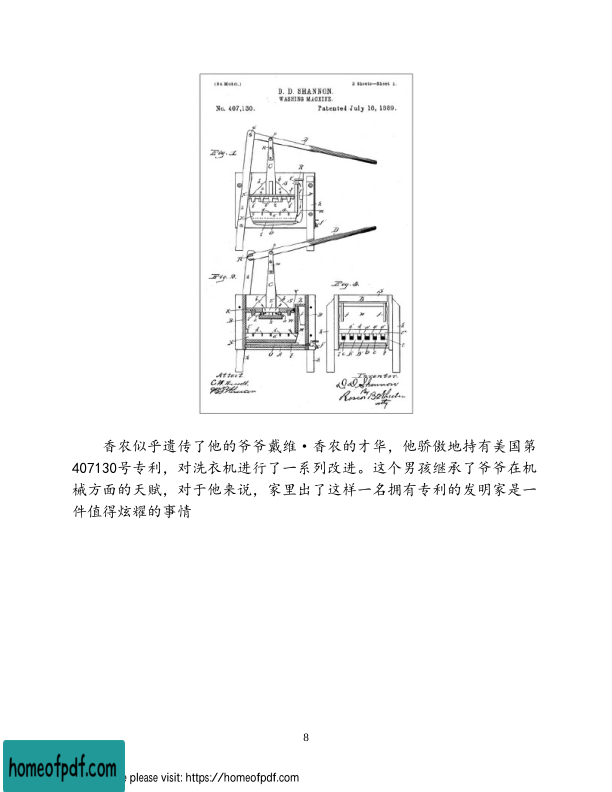 (No Model.) 2 Sheets—Sheet 1.
D. D. SHANNON.
WASHING MACHINE.
No. 407,130. Patented July 16, 1889.
Fig. 1.
Fig. 2. Fig. 3.
Attest Inventor
D. D. Shannon
By
atty
香农似乎遗传了他的爷爷戴维·香农的才华，他骄傲地持有美国第
407130号专利，对洗衣机进行了一系列改进。这个男孩继承了爷爷在机
械方面的天赋，对于他来说，家里出了这样一名拥有专利的发明家是一
件值得炫耀的事情
8
homeofpdf.com
please visit: https://homeofpdf.com